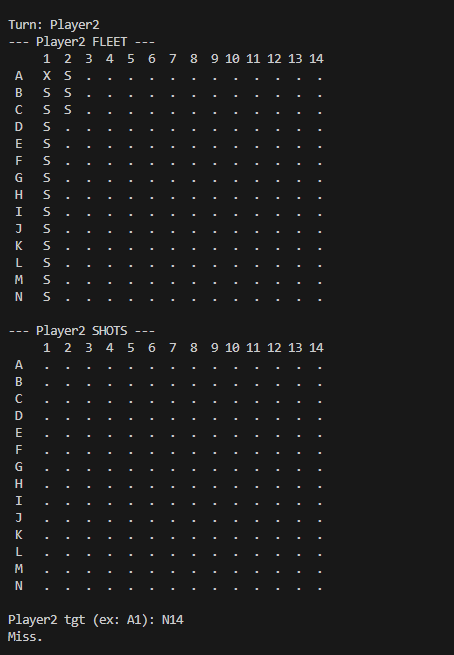 Turn: Player2
--- Player2 FLEET ---
     1  2  3  4  5  6  7  8  9 10 11 12 13 14
 A   X  S  .  .  .  .  .  .  .  .  .  .  .  .
 B   S  S  .  .  .  .  .  .  .  .  .  .  .  .
 C   S  S  .  .  .  .  .  .  .  .  .  .  .  .
 D   S  .  .  .  .  .  .  .  .  .  .  .  .  .
 E   S  .  .  .  .  .  .  .  .  .  .  .  .  .
 F   S  .  .  .  .  .  .  .  .  .  .  .  .  .
 G   S  .  .  .  .  .  .  .  .  .  .  .  .  .
 H   S  .  .  .  .  .  .  .  .  .  .  .  .  .
 I   S  .  .  .  .  .  .  .  .  .  .  .  .  .
 J   S  .  .  .  .  .  .  .  .  .  .  .  .  .
 K   S  .  .  .  .  .  .  .  .  .  .  .  .  .
 L   S  .  .  .  .  .  .  .  .  .  .  .  .  .
 M   S  .  .  .  .  .  .  .  .  .  .  .  .  .
 N   S  .  .  .  .  .  .  .  .  .  .  .  .  .

--- Player2 SHOTS ---
     1  2  3  4  5  6  7  8  9 10 11 12 13 14
 A   .  .  .  .  .  .  .  .  .  .  .  .  .  .
 B   .  .  .  .  .  .  .  .  .  .  .  .  .  .
 C   .  .  .  .  .  .  .  .  .  .  .  .  .  .
 D   .  .  .  .  .  .  .  .  .  .  .  .  .  .
 E   .  .  .  .  .  .  .  .  .  .  .  .  .  .
 F   .  .  .  .  .  .  .  .  .  .  .  .  .  .
 G   .  .  .  .  .  .  .  .  .  .  .  .  .  .
 H   .  .  .  .  .  .  .  .  .  .  .  .  .  .
 I   .  .  .  .  .  .  .  .  .  .  .  .  .  .
 J   .  .  .  .  .  .  .  .  .  .  .  .  .  .
 K   .  .  .  .  .  .  .  .  .  .  .  .  .  .
 L   .  .  .  .  .  .  .  .  .  .  .  .  .  .
 M   .  .  .  .  .  .  .  .  .  .  .  .  .  .
 N   .  .  .  .  .  .  .  .  .  .  .  .  .  .

Player2 tgt (ex: A1): N14
Miss.